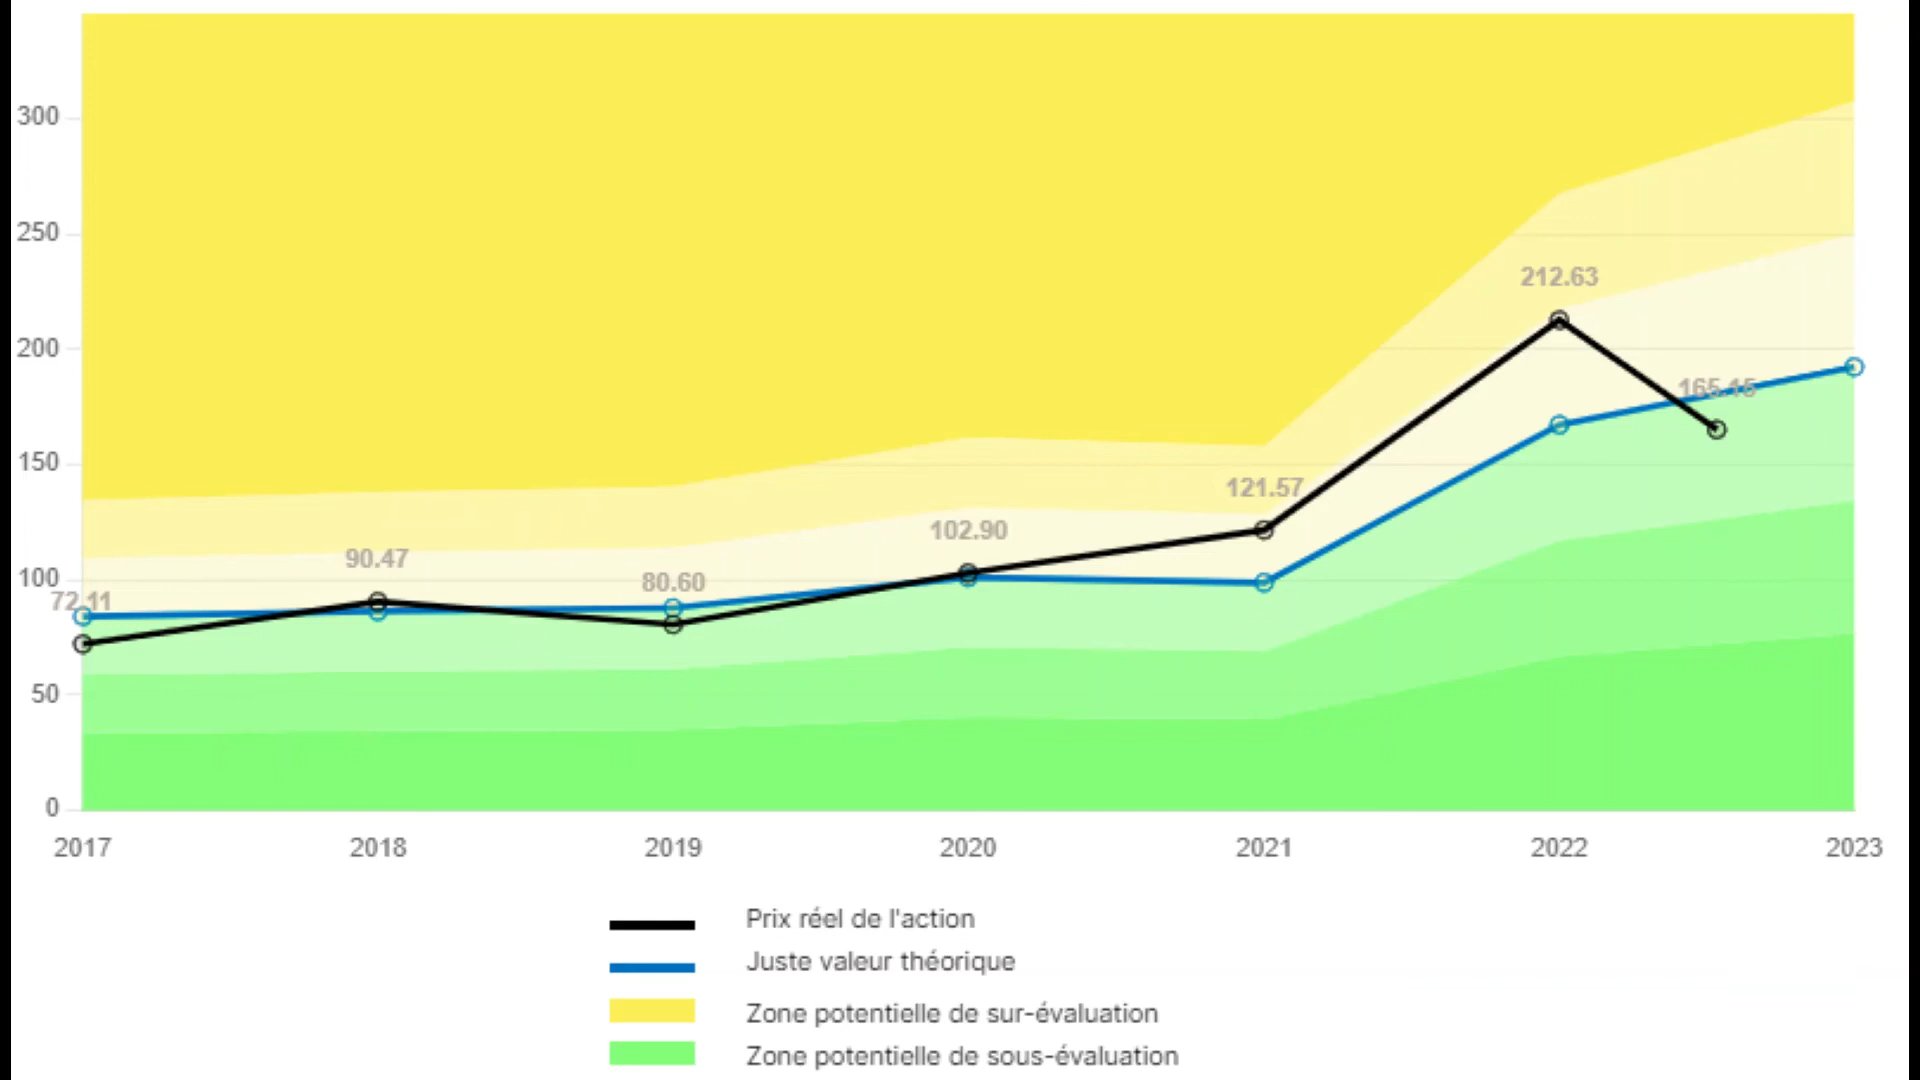 300
250
212.63
200
165.15
150
121.57
102.90
100
90.47
80.60
72.11
50
0
2017 2018 2019 2020 2021 2022 2023
Prix réel de l'action
Juste valeur théorique
Zone potentielle de sur-évaluation
Zone potentielle de sous-évaluation